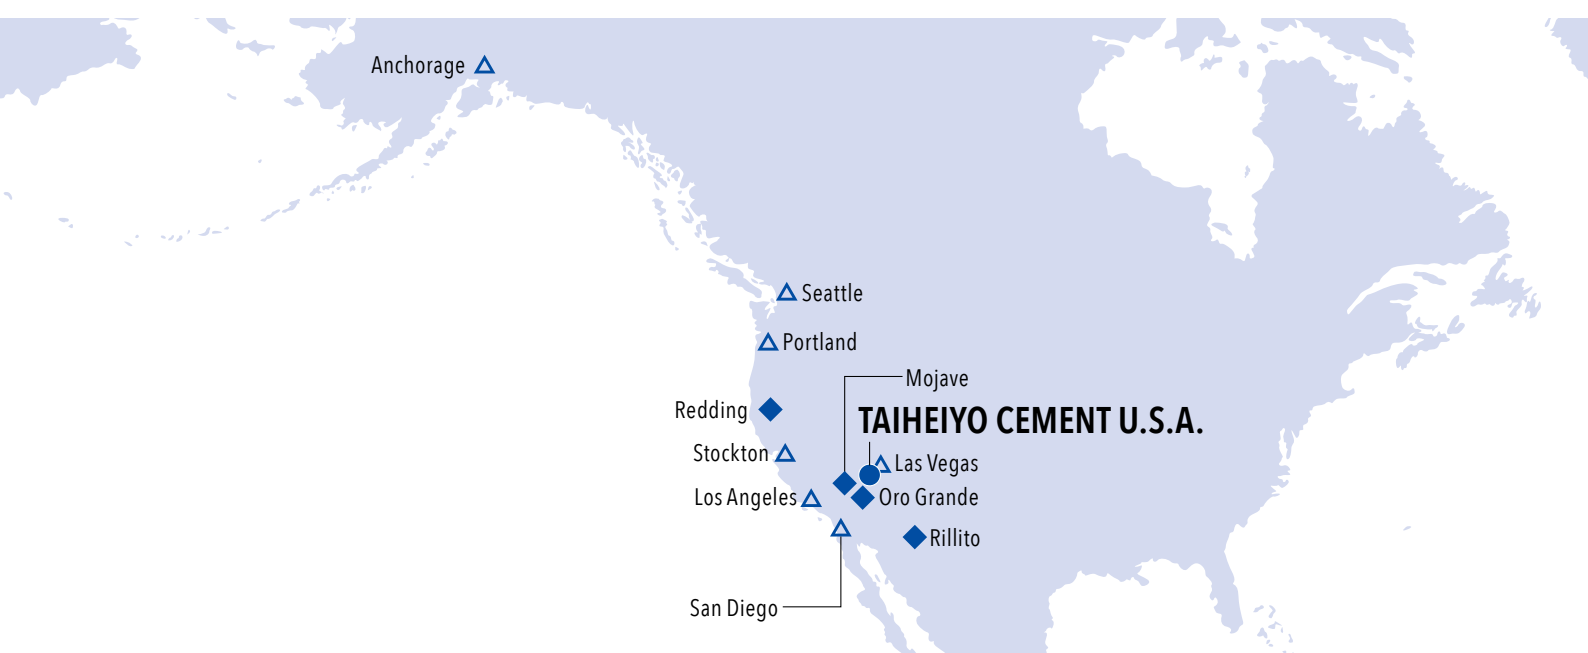 Anchorage
Seattle
Portland
Mojave
Redding
TAIHEIYO CEMENT U.S.A.
Stockton
Las Vegas
Los Angeles
Oro Grande
Rillito
San Diego